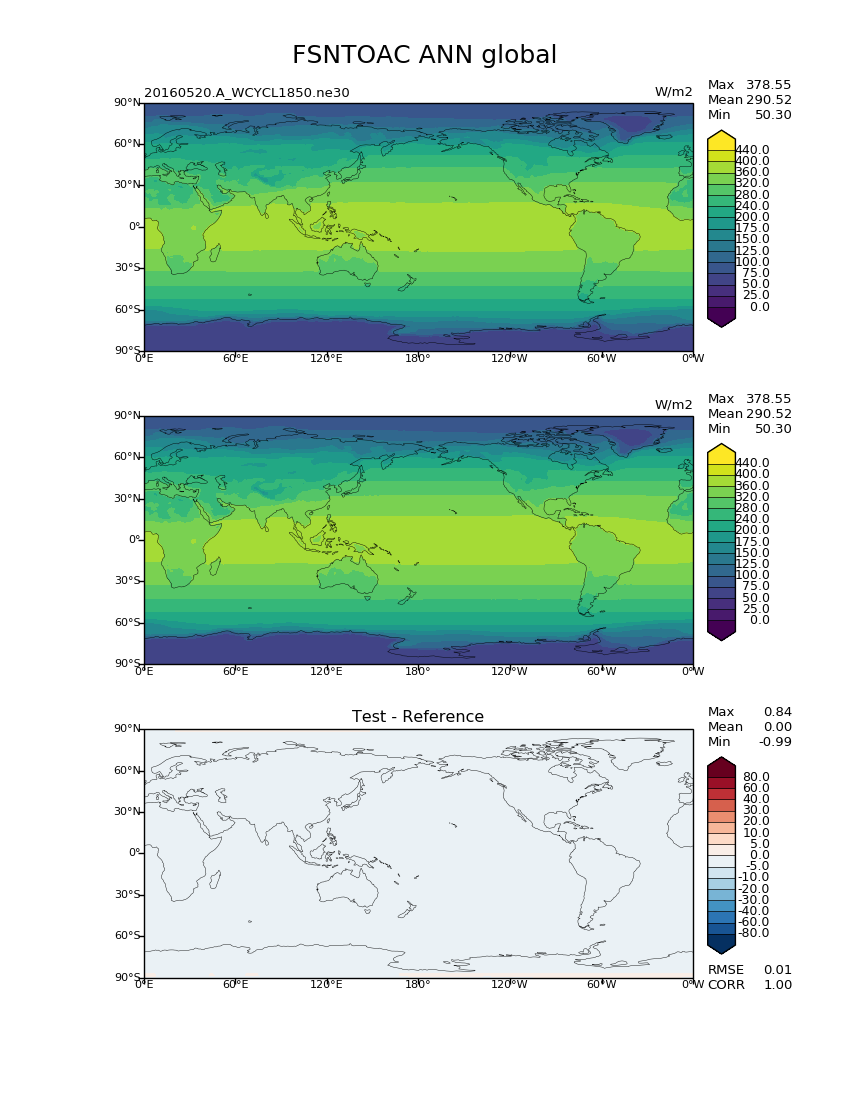 FSNTOAC ANN global
20160520.A_WCYCL1850.ne30
W/m2
Max 378.55
Mean 290.52
Min 50.30
90°N
60°N
30°N
0°
30°S
60°S
90°S
0°E 60°E 120°E 180° 120°W 60°W 0°W
440.0
400.0
360.0
320.0
280.0
240.0
200.0
175.0
150.0
125.0
100.0
75.0
50.0
25.0
0.0
W/m2
Max 378.55
Mean 290.52
Min 50.30
90°N
60°N
30°N
0°
30°S
60°S
90°S
0°E 60°E 120°E 180° 120°W 60°W 0°W
440.0
400.0
360.0
320.0
280.0
240.0
200.0
175.0
150.0
125.0
100.0
75.0
50.0
25.0
0.0
Test - Reference
Max 0.84
Mean 0.00
Min -0.99
90°N
60°N
30°N
0°
30°S
60°S
90°S
0°E 60°E 120°E 180° 120°W 60°W 0°W
80.0
60.0
40.0
30.0
20.0
10.0
5.0
0.0
-5.0
-10.0
-20.0
-30.0
-40.0
-60.0
-80.0
RMSE 0.01
CORR 1.00